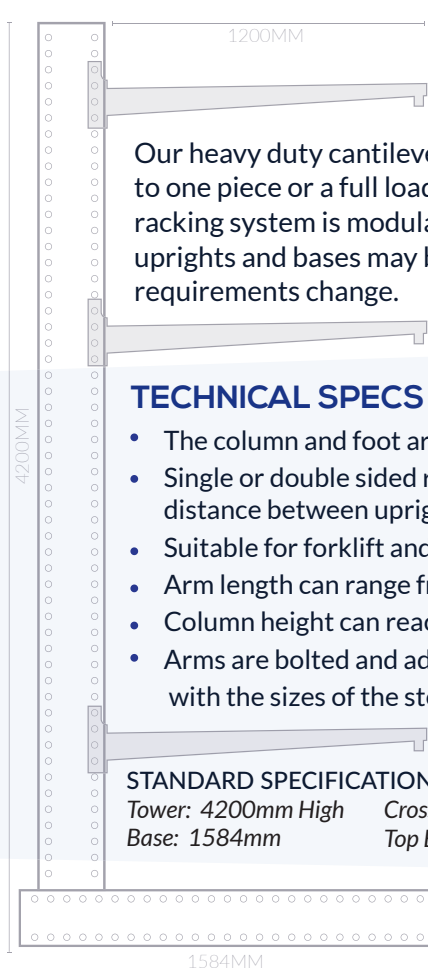 1200MM
Our heavy duty cantileve
to one piece or a full load
racking system is modula
uprights and bases may b
requirements change.
TECHNICAL SPECS
4200MM
• The column and foot ar
• Single or double sided r
distance between uprig
• Suitable for forklift and
• Arm length can range fr
• Column height can reac
• Arms are bolted and ad
with the sizes of the sto
STANDARD SPECIFICATION
Tower: 4200mm High Cros
Base: 1584mm Top
1584MM